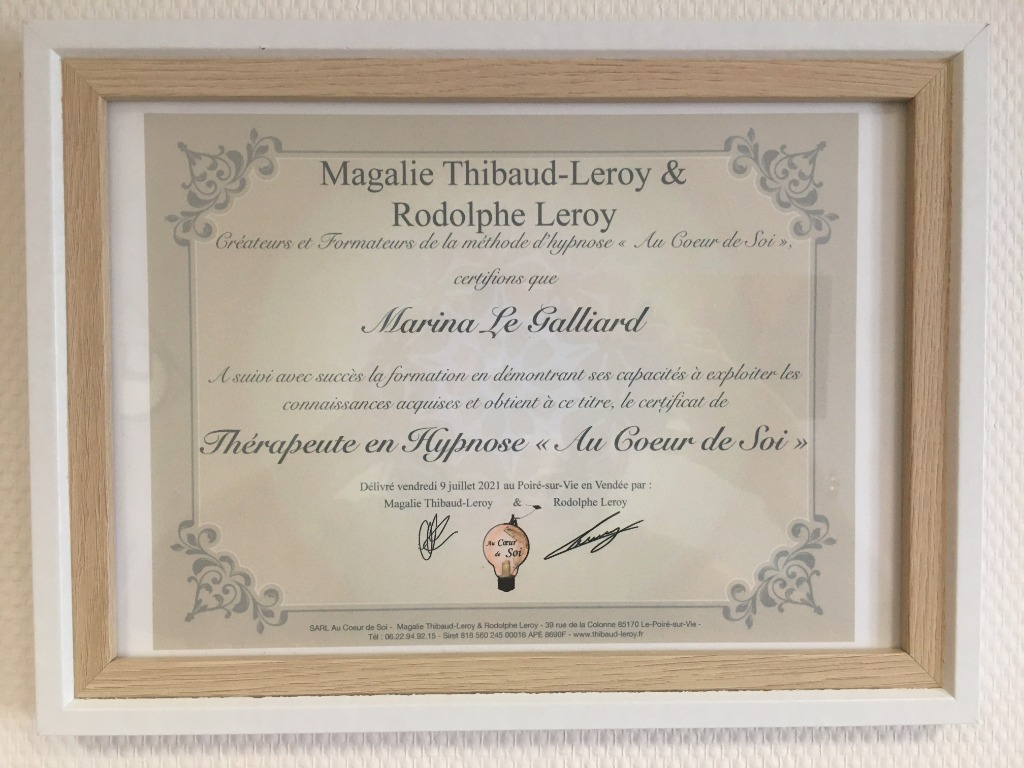 Magalie Thibaud-Leroy &
Rodolphe Leroy
Créateurs et Formateurs de la méthode d'hypnose « Au Coeur de Soi »,
certifions que
Marina Le Galliard
A suivi avec succès la formation en démontrant ses capacités à exploiter les
connaissances acquises et obtient à ce titre, le certificat de
Thérapeute en Hypnose « Au Coeur de Soi »
Délivré vendredi 9 juillet 2021 au Poiré-sur-Vie en Vendée par :
Magalie Thibaud-Leroy & Rodolphe Leroy
Au Cœur
de Soi
SARL Au Coeur de Soi - Magalie Thibaud-Leroy & Rodolphe Leroy - 39 rue de la Colonne 85170 Le-Poiré-sur-Vie -
Tél : 06.22.94.92.15 - Siret 818 560 245 00016 APE 8690F - www.thibaud-leroy.fr